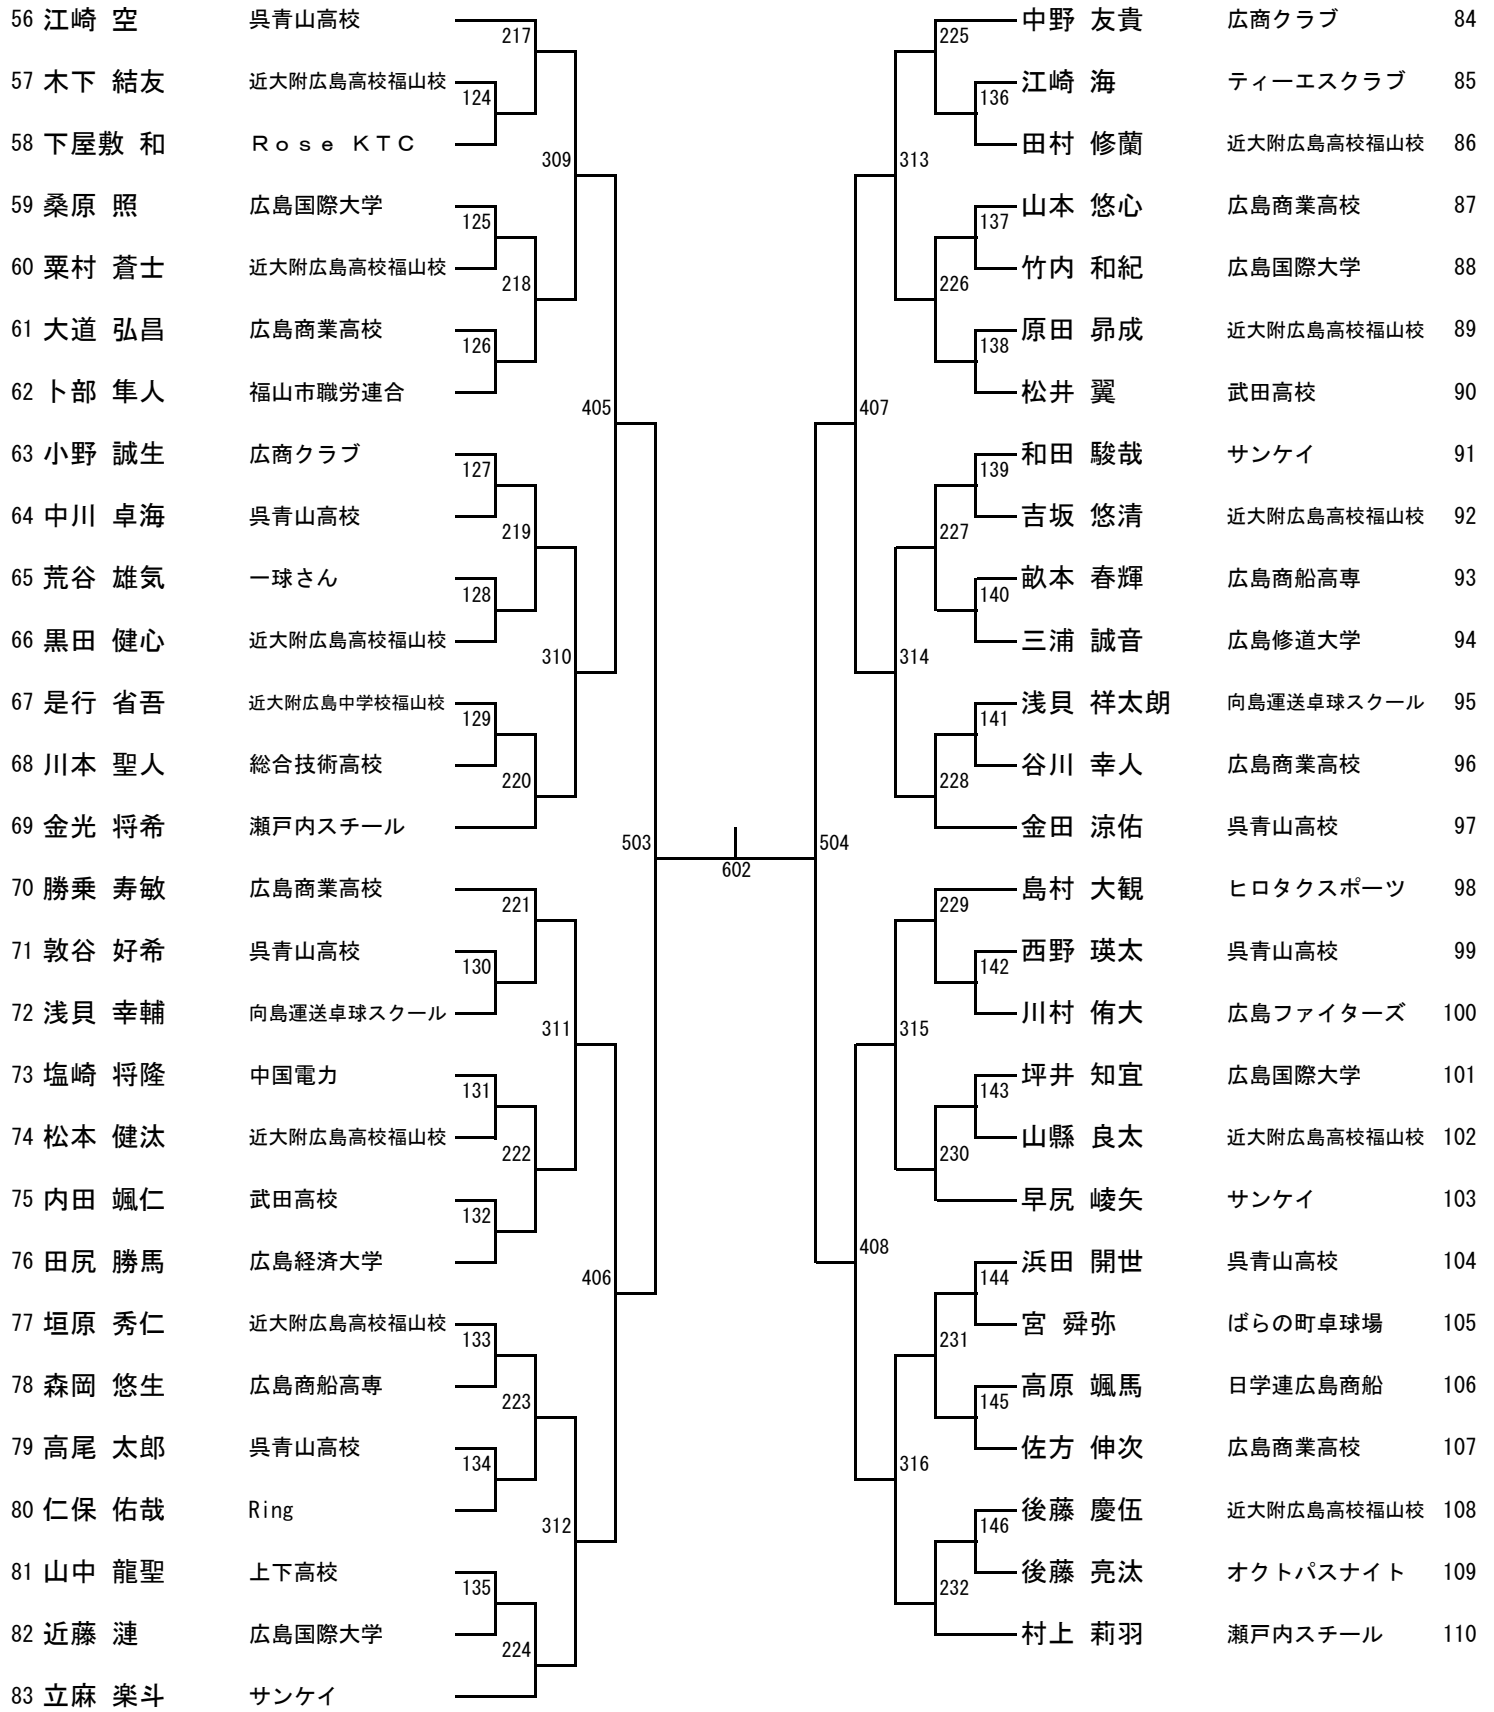 56 江崎 空 呉青山高校
57 木下 結友 近大附広島高校福山校
58 下屋敷 和 Ｒｏｓｅ ＫＴＣ
59 桑原 照 広島国際大学
60 粟村 蒼士 近大附広島高校福山校
61 大道 弘昌 広島商業高校
62 卜部 隼人 福山市職労連合
63 小野 誠生 広商クラブ
64 中川 卓海 呉青山高校
65 荒谷 雄気 一球さん
66 黒田 健心 近大附広島高校福山校
67 是行 省吾 近大附広島中学校福山校
68 川本 聖人 総合技術高校
69 金光 将希 瀬戸内スチール
70 勝乗 寿敏 広島商業高校
71 敦谷 好希 呉青山高校
72 浅貝 幸輔 向島運送卓球スクール
73 塩崎 将隆 中国電力
74 松本 健汰 近大附広島高校福山校
75 内田 颯仁 武田高校
76 田尻 勝馬 広島経済大学
77 垣原 秀仁 近大附広島高校福山校
78 森岡 悠生 広島商船高専
79 高尾 太郎 呉青山高校
80 仁保 佑哉 Ring
81 山中 龍聖 上下高校
82 近藤 漣 広島国際大学
83 立麻 楽斗 サンケイ
124
125
126
127
128
129
130
131
132
133
134
135
217
218
219
220
221
222
223
224
309
310
311
312
405
406
503
602
504
407
408
313
314
315
316
225
226
227
228
229
230
231
232
136
137
138
139
140
141
142
143
144
145
146
中野 友貴 広商クラブ 84
江崎 海 ティーエスクラブ 85
田村 修蘭 近大附広島高校福山校 86
山本 悠心 広島商業高校 87
竹内 和紀 広島国際大学 88
原田 昴成 近大附広島高校福山校 89
松井 翼 武田高校 90
和田 駿哉 サンケイ 91
吉坂 悠清 近大附広島高校福山校 92
畝本 春輝 広島商船高専 93
三浦 誠音 広島修道大学 94
浅貝 祥太朗 向島運送卓球スクール 95
谷川 幸人 広島商業高校 96
金田 涼佑 呉青山高校 97
島村 大観 ヒロタクスポーツ 98
西野 瑛太 呉青山高校 99
川村 侑大 広島ファイターズ 100
坪井 知宜 広島国際大学 101
山縣 良太 近大附広島高校福山校 102
早尻 崚矢 サンケイ 103
浜田 開世 呉青山高校 104
宮 舜弥 ばらの町卓球場 105
高原 颯馬 日学連広島商船 106
佐方 伸次 広島商業高校 107
後藤 慶伍 近大附広島高校福山校 108
後藤 亮汰 オクトパスナイト 109
村上 莉羽 瀬戸内スチール 110